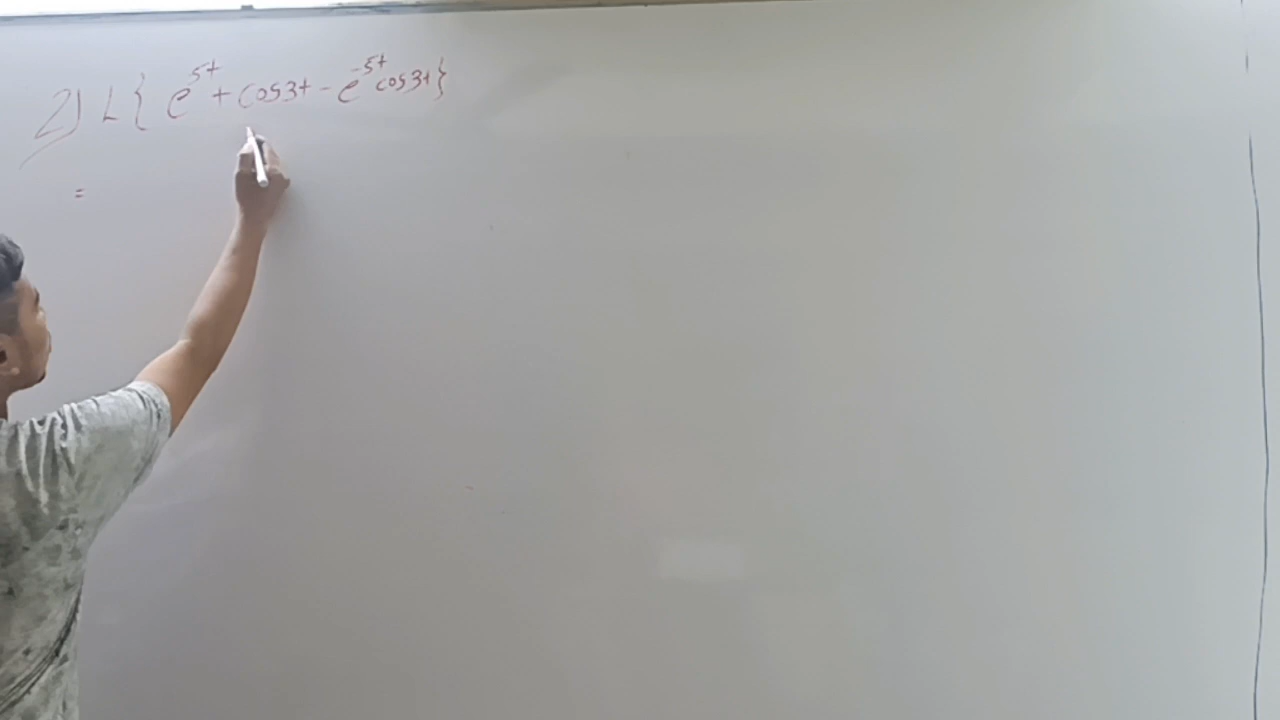 2) L{ e^5t + cos3t - e^-5t cos3t }
=